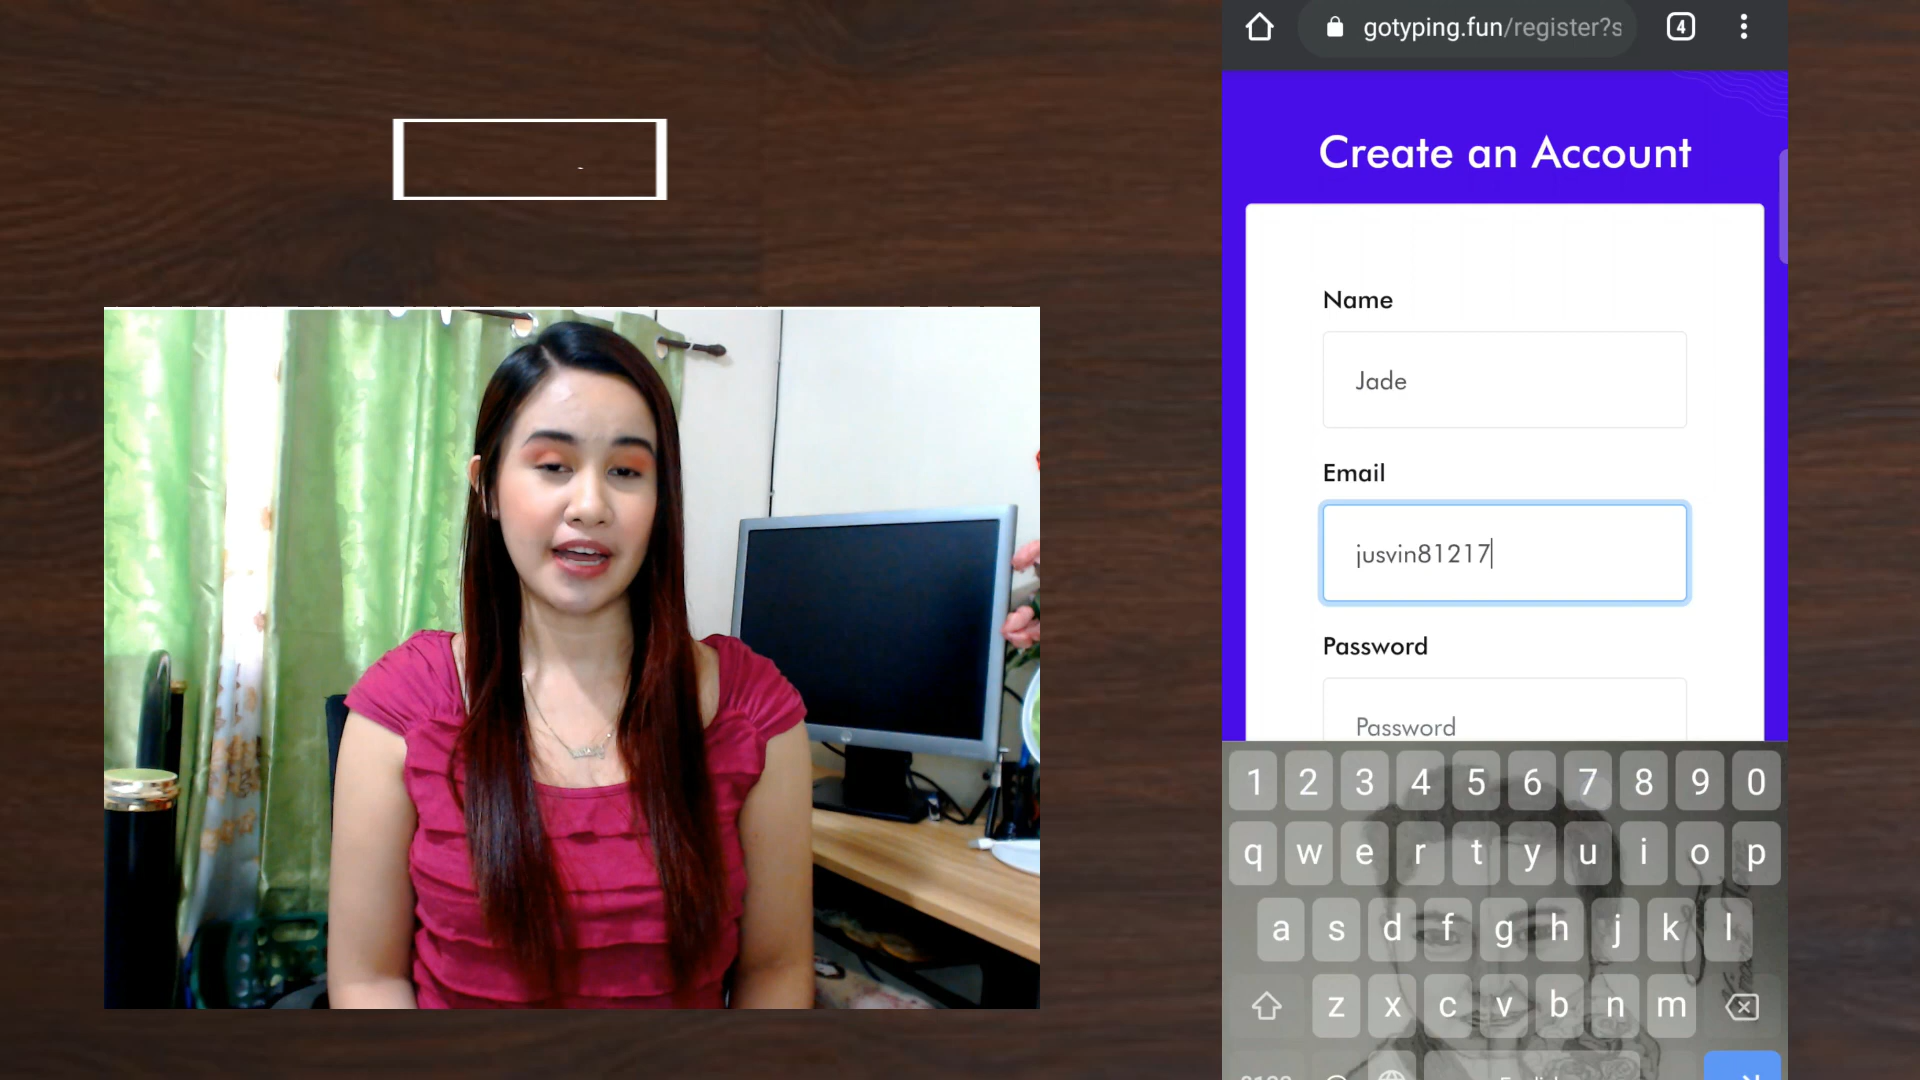 gotyping.fun/register?s
4
Create an Account
Name
Jade
Email
jusvin81217
Password
Password
1 2 3 4 5 6 7 8 9 0
q w e r t y u i o p
a s d f g h j k l
z x c v b n m